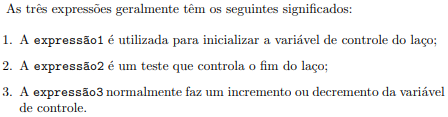 As três expressões geralmente têm os seguintes significados:
1. A expressão1 é utilizada para inicializar a variável de controle do laço;
2. A expressão2 é um teste que controla o fim do laço;
3. A expressão3 normalmente faz um incremento ou decremento da variável
de controle.